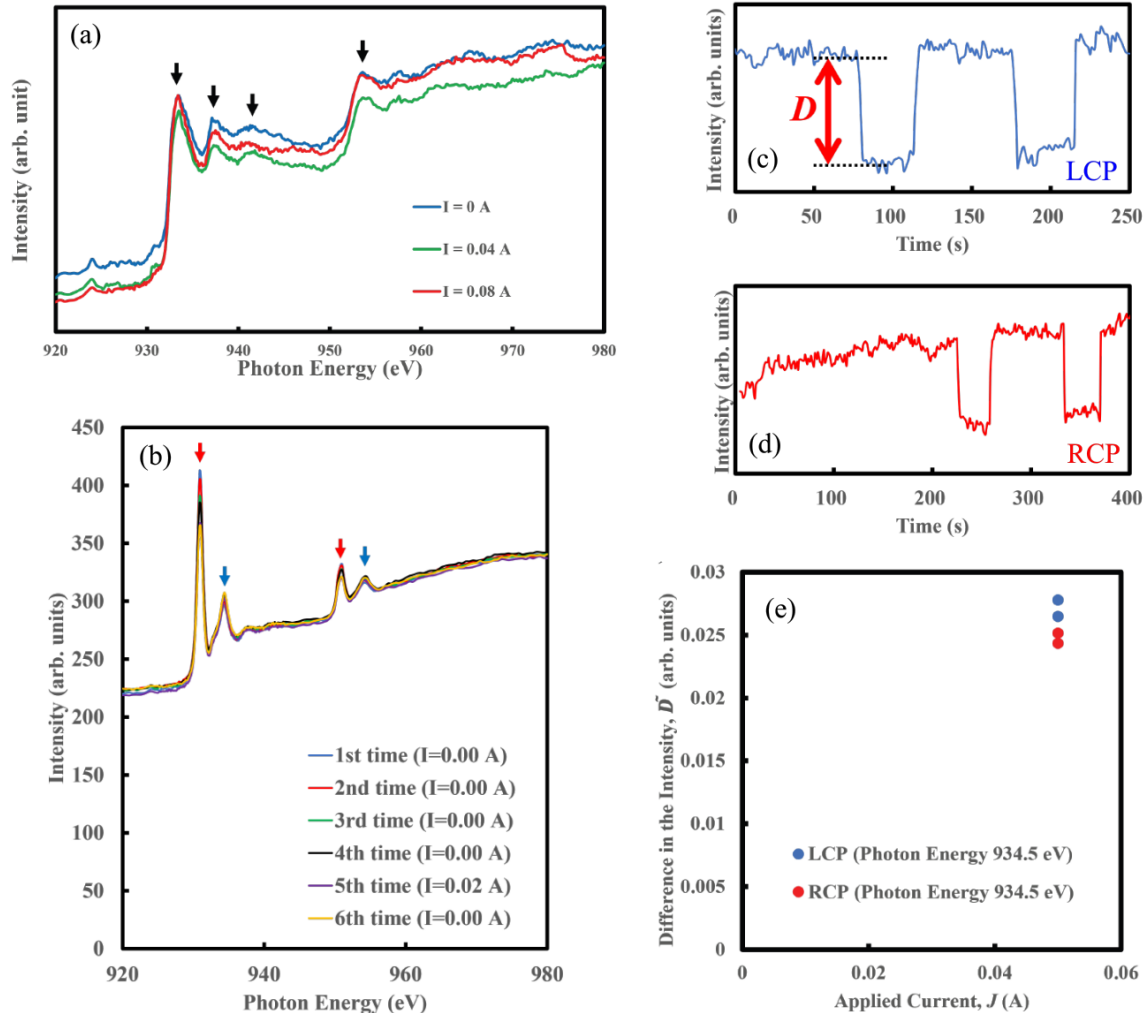 (a)
Intensity (arb. unit)
I = 0 A
I = 0.04 A
I = 0.08 A
920 930 940 950 960 970 980
Photon Energy (eV)
(b)
Intensity (arb. units)
450
400
350
300
250
200
150
100
50
0
1st time (I=0.00 A)
2nd time (I=0.00 A)
3rd time (I=0.00 A)
4th time (I=0.00 A)
5th time (I=0.02 A)
6th time (I=0.00 A)
920 940 960 980
Photon Energy (eV)
Intensity (arb. units)
D
(c)
LCP
0 50 100 150 200 250
Time (s)
Intensity (arb. units)
(d)
RCP
0 100 200 300 400
Time (s)
(e)
Difference in the Intensity, D̃ (arb. units)
0.03
0.025
0.02
0.015
0.01
0.005
0
LCP (Photon Energy 934.5 eV)
RCP (Photon Energy 934.5 eV)
0 0.02 0.04 0.06
Applied Current, J (A)